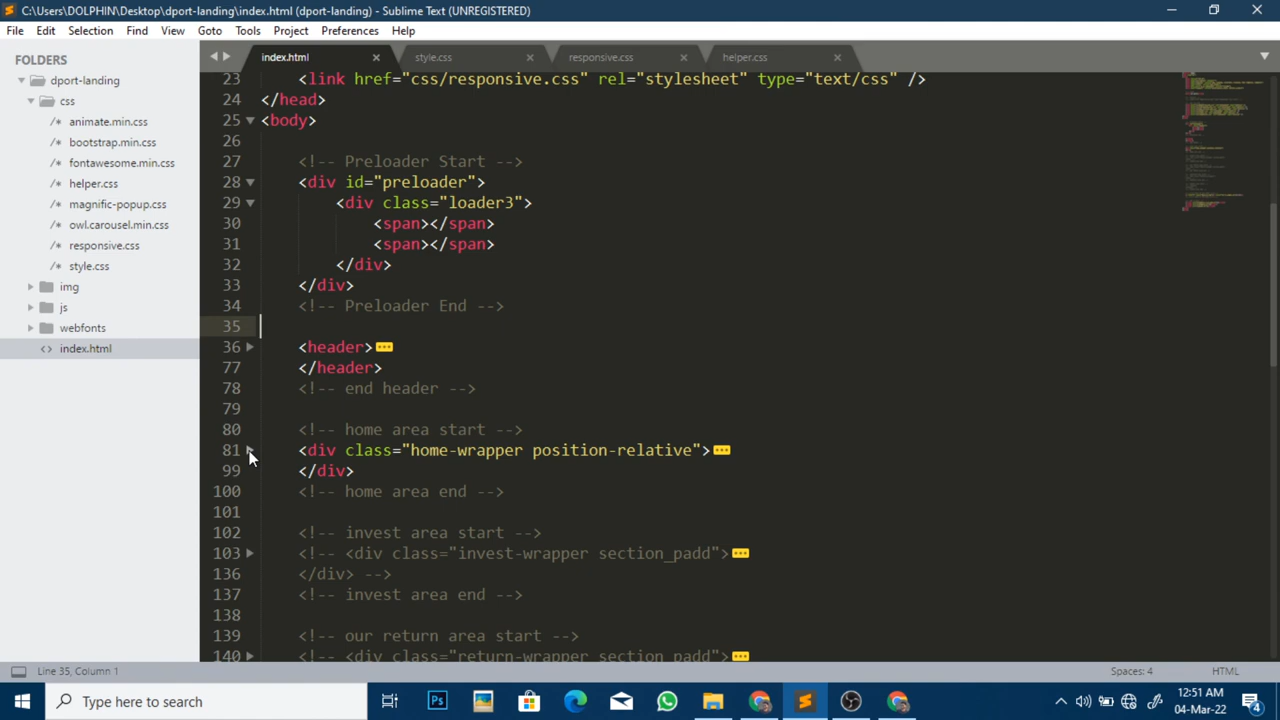 C:\Users\DOLPHIN\Desktop\dport-landing\index.html (dport-landing) - Sublime Text (UNREGISTERED)
File Edit Selection Find View Goto Tools Project Preferences Help
FOLDERS
dport-landing
css
/* animate.min.css
/* bootstrap.min.css
/* fontawesome.min.css
/* helper.css
/* magnific-popup.css
/* owl.carousel.min.css
/* responsive.css
/* style.css
img
js
webfonts
<> index.html
index.html × style.css × responsive.css × helper.css ×
23 <link href="css/responsive.css" rel="stylesheet" type="text/css" />
24 </head>
25 <body>
26
27 <!-- Preloader Start -->
28 <div id="preloader">
29 <div class="loader3">
30 <span></span>
31 <span></span>
32 </div>
33 </div>
34 <!-- Preloader End -->
35
36 <header>
77 </header>
78 <!-- end header -->
79
80 <!-- home area start -->
81 <div class="home-wrapper position-relative">
99 </div>
100 <!-- home area end -->
101
102 <!-- invest area start -->
103 <!-- <div class="invest-wrapper section_padd">
136 </div> -->
137 <!-- invest area end -->
138
139 <!-- our return area start -->
140 <!-- <div class="return-wrapper section_padd">
Line 35, Column 1 Spaces: 4 HTML
Type here to search
Ps
12:51 AM
04-Mar-22
4